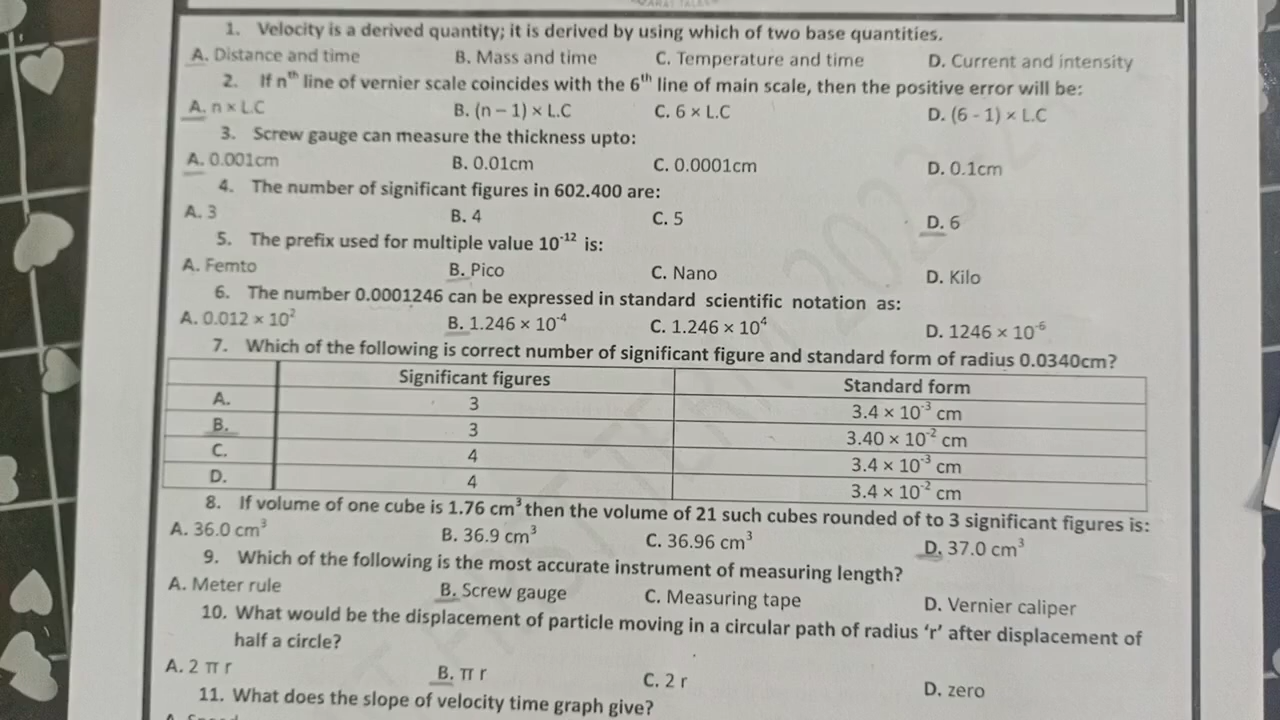 1. Velocity is a derived quantity; it is derived by using which of two base quantities.
A. Distance and time B. Mass and time C. Temperature and time D. Current and intensity
2. If nth line of vernier scale coincides with the 6th line of main scale, then the positive error will be:
A. n × L.C B. (n – 1) × L.C C. 6 × L.C D. (6 - 1) × L.C
3. Screw gauge can measure the thickness upto:
A. 0.001cm B. 0.01cm C. 0.0001cm D. 0.1cm
4. The number of significant figures in 602.400 are:
A. 3 B. 4 C. 5 D. 6
5. The prefix used for multiple value 10⁻¹² is:
A. Femto B. Pico C. Nano D. Kilo
6. The number 0.0001246 can be expressed in standard scientific notation as:
A. 0.012 × 10² B. 1.246 × 10⁻⁴ C. 1.246 × 10⁴ D. 1246 × 10⁻⁶
7. Which of the following is correct number of significant figure and standard form of radius 0.0340cm?
Significant figures Standard form
A. 3 3.4 × 10⁻³ cm
B. 3 3.40 × 10⁻² cm
C. 4 3.4 × 10⁻³ cm
D. 4 3.4 × 10⁻² cm
8. If volume of one cube is 1.76 cm³ then the volume of 21 such cubes rounded of to 3 significant figures is:
A. 36.0 cm³ B. 36.9 cm³ C. 36.96 cm³ D. 37.0 cm³
9. Which of the following is the most accurate instrument of measuring length?
A. Meter rule B. Screw gauge C. Measuring tape D. Vernier caliper
10. What would be the displacement of particle moving in a circular path of radius 'r' after displacement of
half a circle?
A. 2 π r B. π r C. 2 r D. zero
11. What does the slope of velocity time graph give?